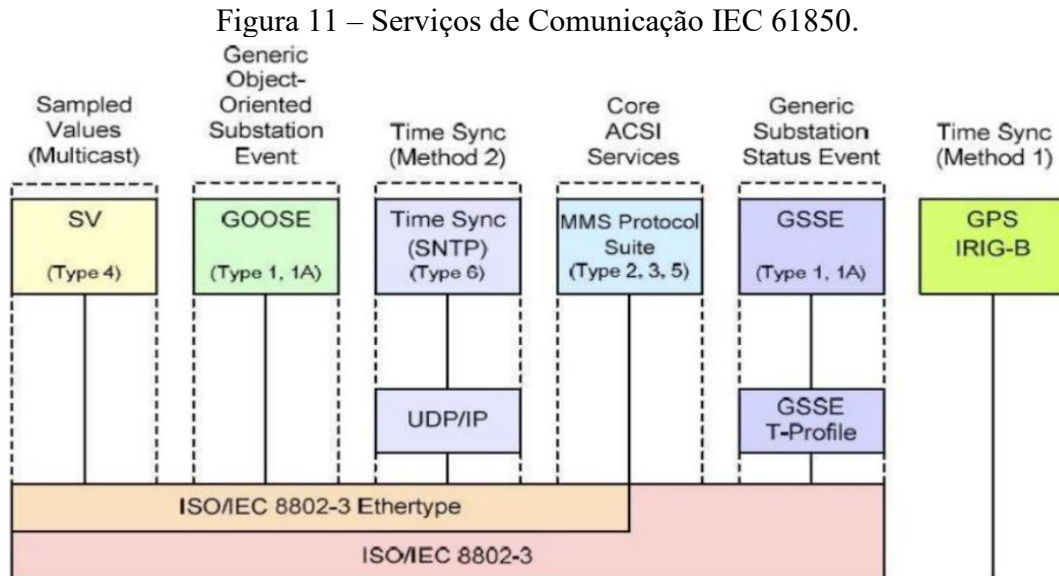 Figura 11 – Serviços de Comunicação IEC 61850.
Sampled
Values
(Multicast)
Generic
Object-
Oriented
Substation
Event
Time Sync
(Method 2)
Core
ACSI
Services
Generic
Substation
Status Event
Time Sync
(Method 1)
SV
(Type 4)
GOOSE
(Type 1, 1A)
Time Sync
(SNTP)
(Type 6)
MMS Protocol
Suite
(Type 2, 3, 5)
GSSE
(Type 1, 1A)
GPS
IRIG-B
UDP/IP
GSSE
T-Profile
ISO/IEC 8802-3 Ethertype
ISO/IEC 8802-3